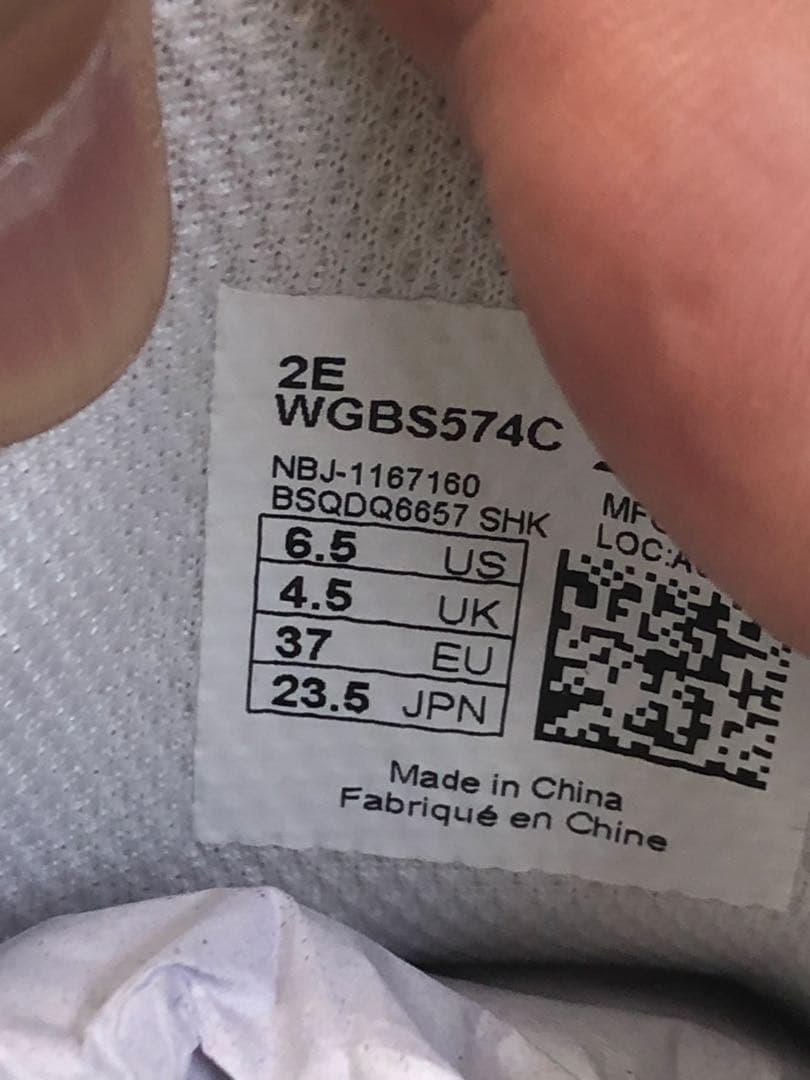 2E
WGBS574C
NBJ-1167160
BSQDQ6657 SHK
6.5 US
4.5 UK
37 EU
23.5 JPN
LOC:
Made in China
Fabriqué en Chine